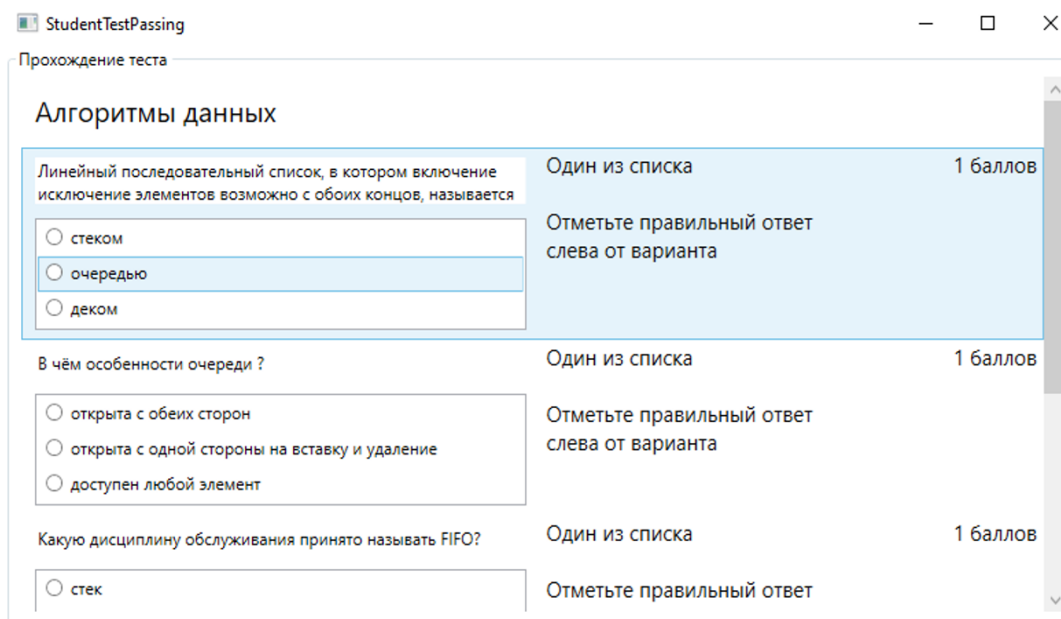 StudentTestPassing
Прохождение теста
Алгоритмы данных
Линейный последовательный список, в котором включение
исключение элементов возможно с обоих концов, называется
стеком
очередью
деком
Один из списка
1 баллов
Отметьте правильный ответ
слева от варианта
В чём особенности очереди ?
открыта с обеих сторон
открыта с одной стороны на вставку и удаление
доступен любой элемент
Один из списка
1 баллов
Отметьте правильный ответ
слева от варианта
Какую дисциплину обслуживания принято называть FIFO?
стек
Один из списка
1 баллов
Отметьте правильный ответ